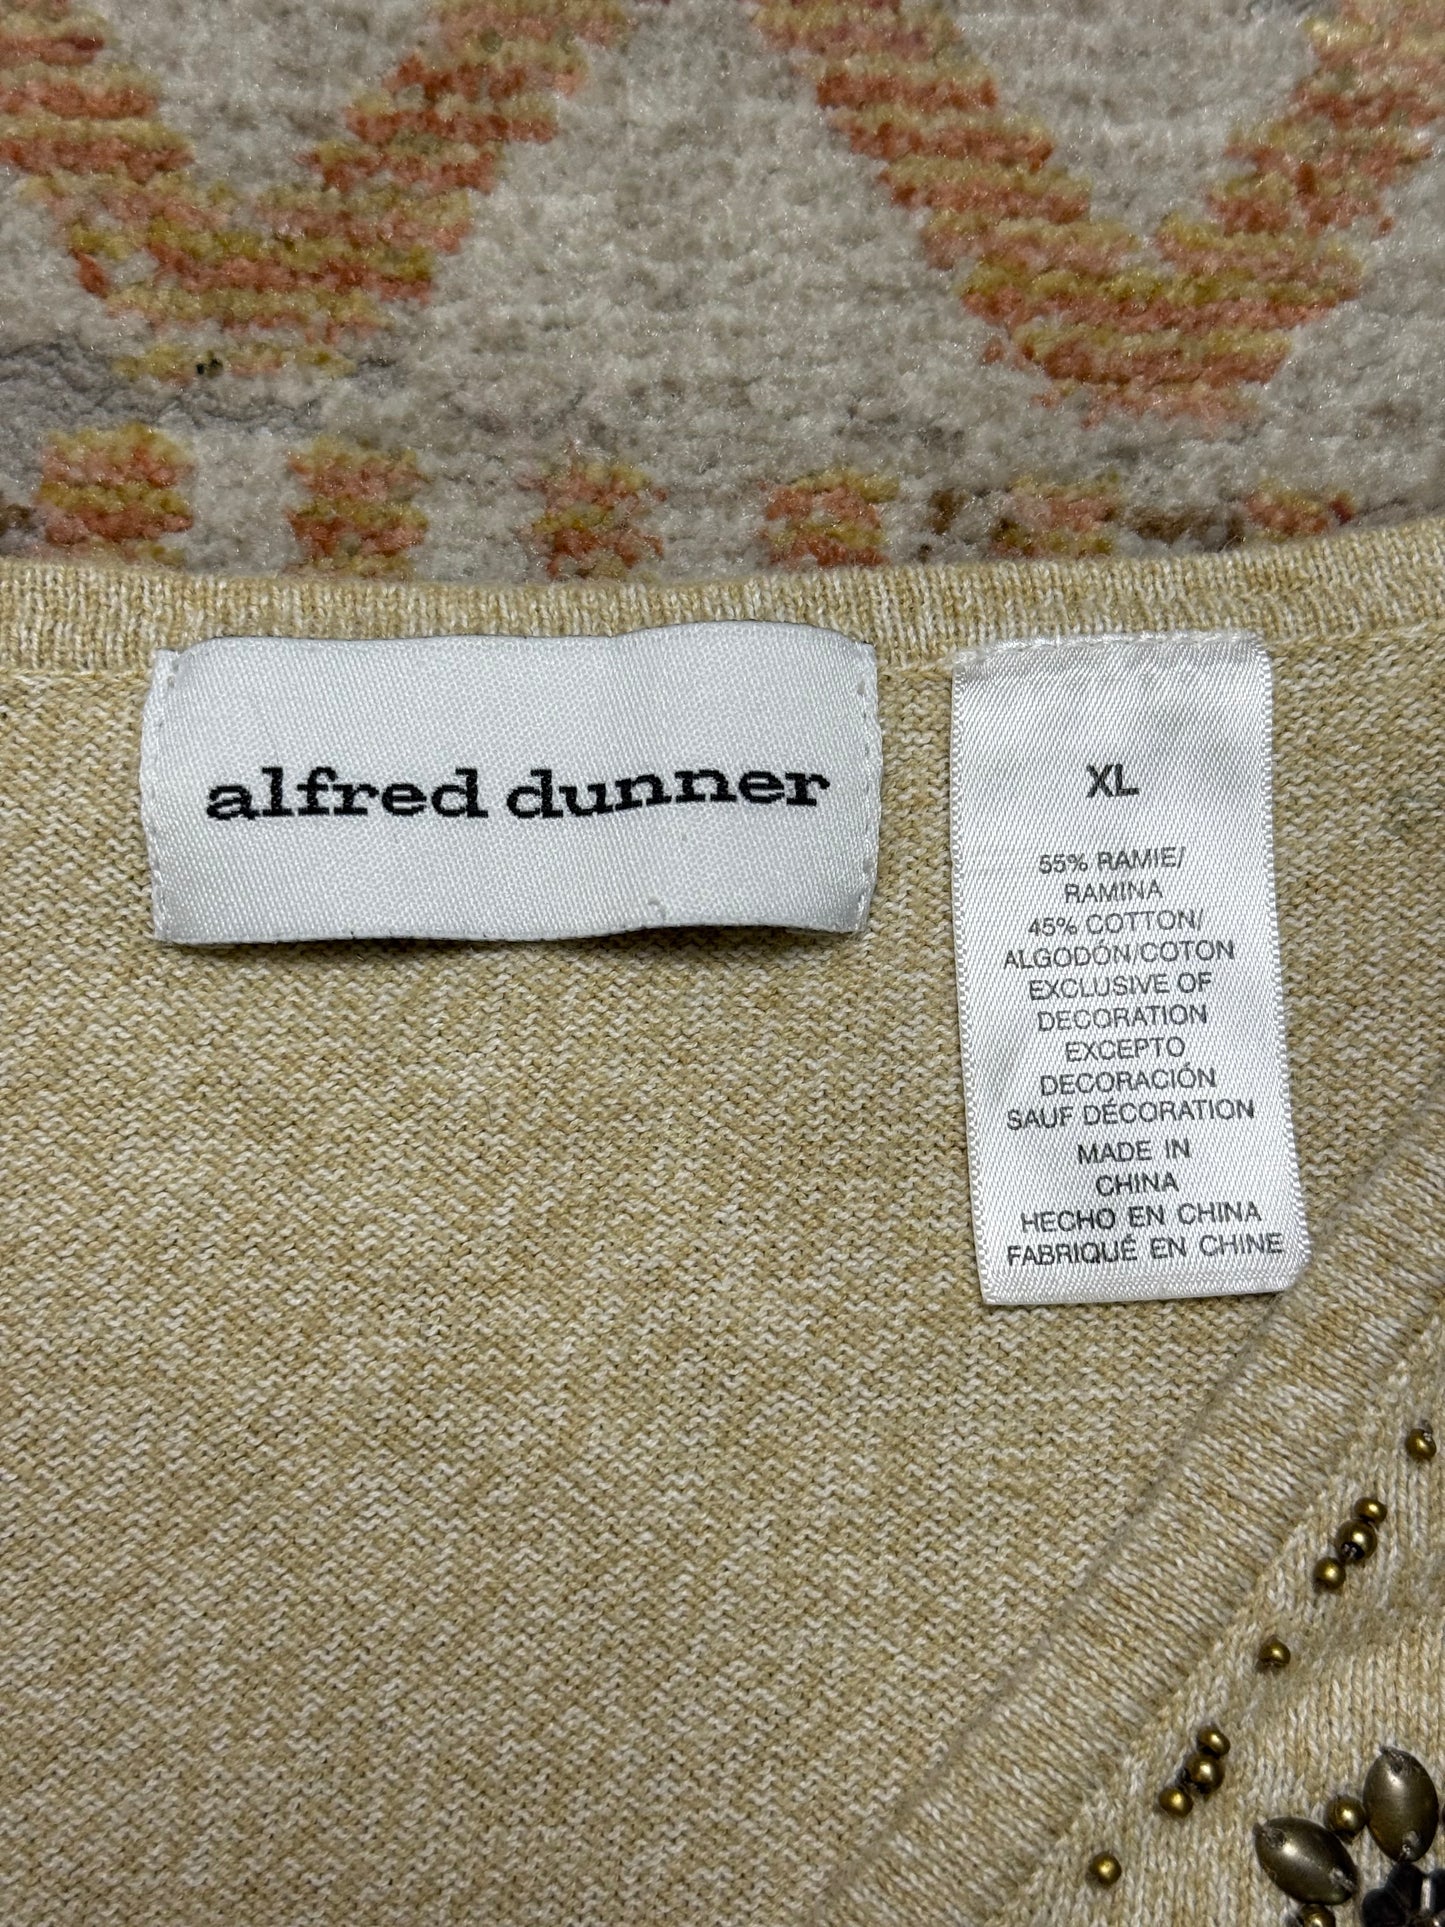 alfred dunner
XL
55% RAMIE/
RAMINA
45% COTTON/
ALGODÓN/COTON
EXCLUSIVE OF
DECORATION
EXCEPTO
DECORACIÓN
SAUF DÉCORATION
MADE IN
CHINA
HECHO EN CHINA
FABRIQUÉ EN CHINE